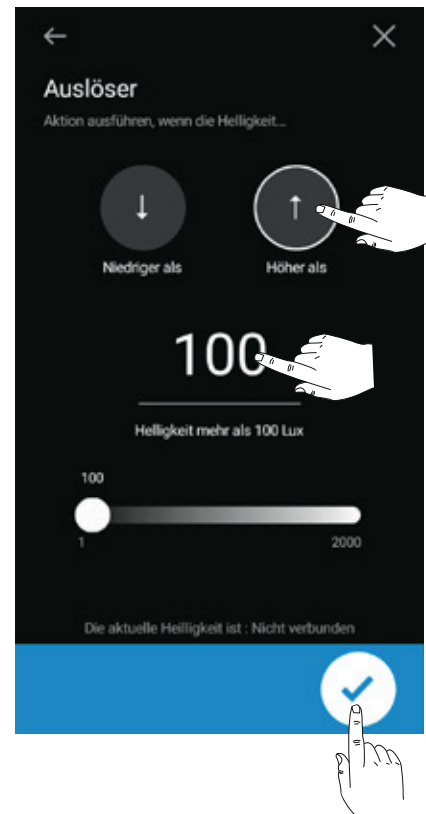 Auslöser
Aktion ausführen, wenn die Helligkeit...
Niedriger als Höher als
100
Helligkeit mehr als 100 Lux
100
1 2000
Die aktuelle Heilligkeit ist : Nicht verbunden